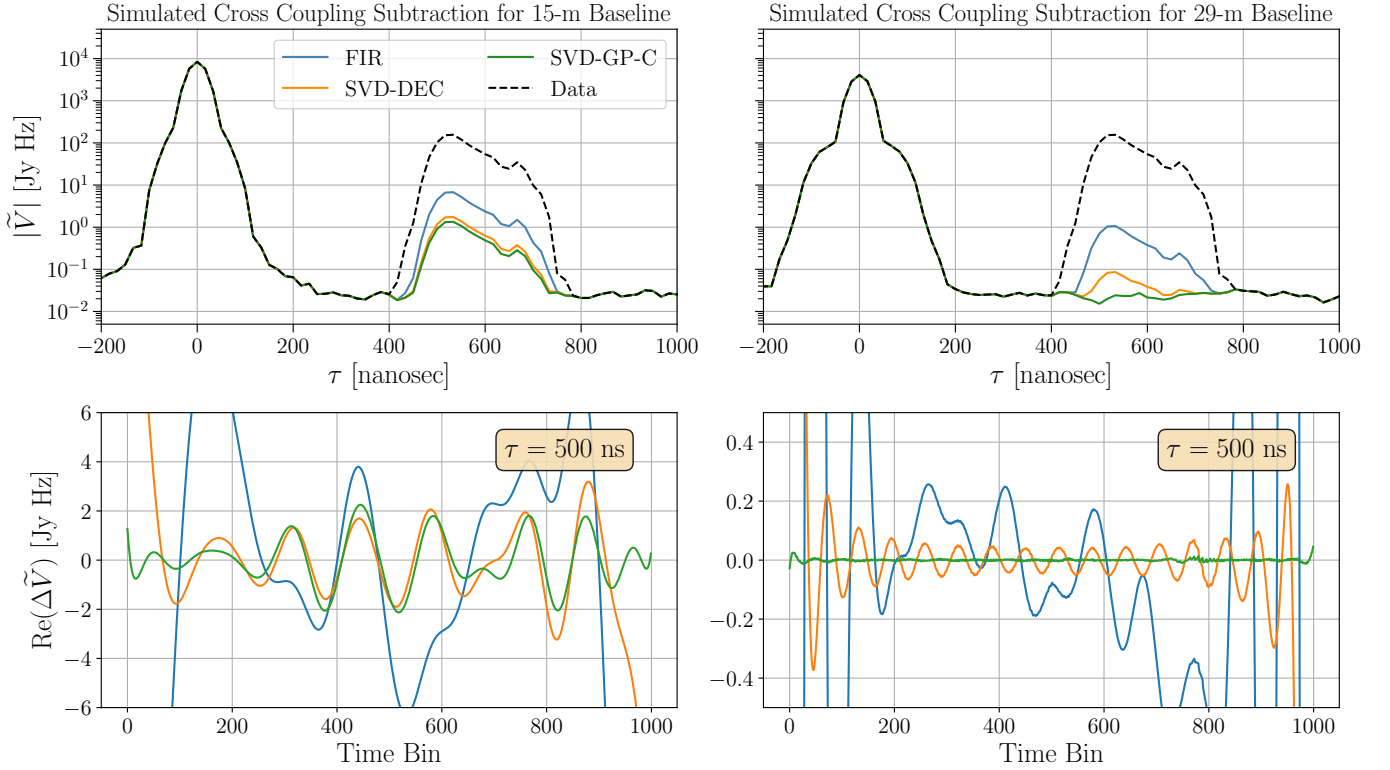 Simulated Cross Coupling Subtraction for 15-m Baseline
FIR
SVD-DEC
SVD-GP-C
Data
|Ṽ| [Jy Hz]
10⁴
10³
10²
10¹
10⁰
10⁻¹
10⁻²
−200 0 200 400 600 800 1000
τ [nanosec]
Simulated Cross Coupling Subtraction for 29-m Baseline
−200 0 200 400 600 800 1000
τ [nanosec]
τ = 500 ns
Re(ΔṼ) [Jy Hz]
6
4
2
0
−2
−4
−6
0 200 400 600 800 1000
Time Bin
τ = 500 ns
0.4
0.2
0.0
−0.2
−0.4
0 200 400 600 800 1000
Time Bin